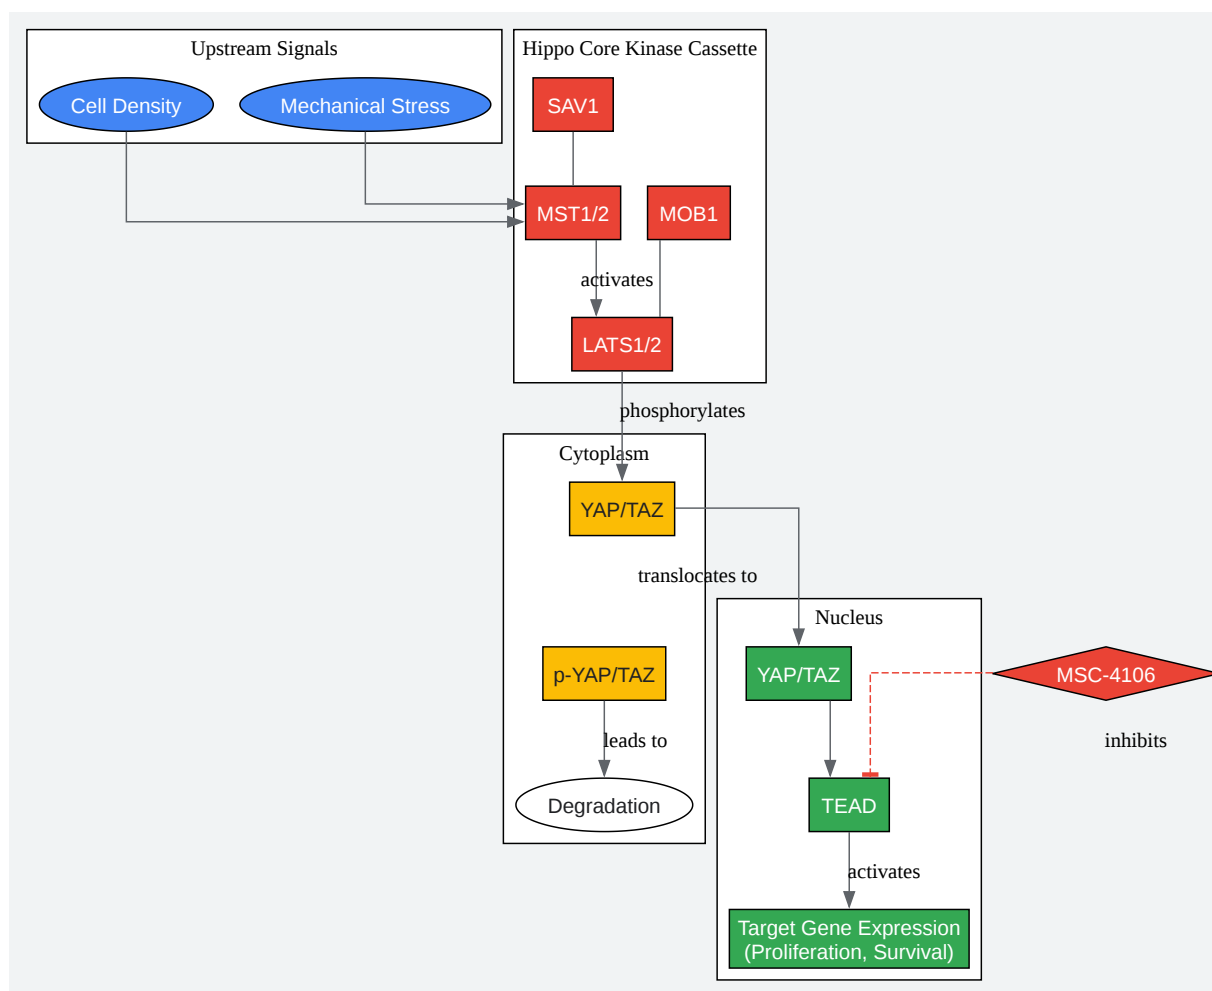 Upstream Signals
Hippo Core Kinase Cassette
Cell Density
Mechanical Stress
SAV1
MST1/2
MOB1
activates
LATS1/2
phosphorylates
Cytoplasm
YAP/TAZ
translocates to
Nucleus
p-YAP/TAZ
YAP/TAZ
MSC-4106
leads to
inhibits
Degradation
TEAD
activates
Target Gene Expression
(Proliferation, Survival)